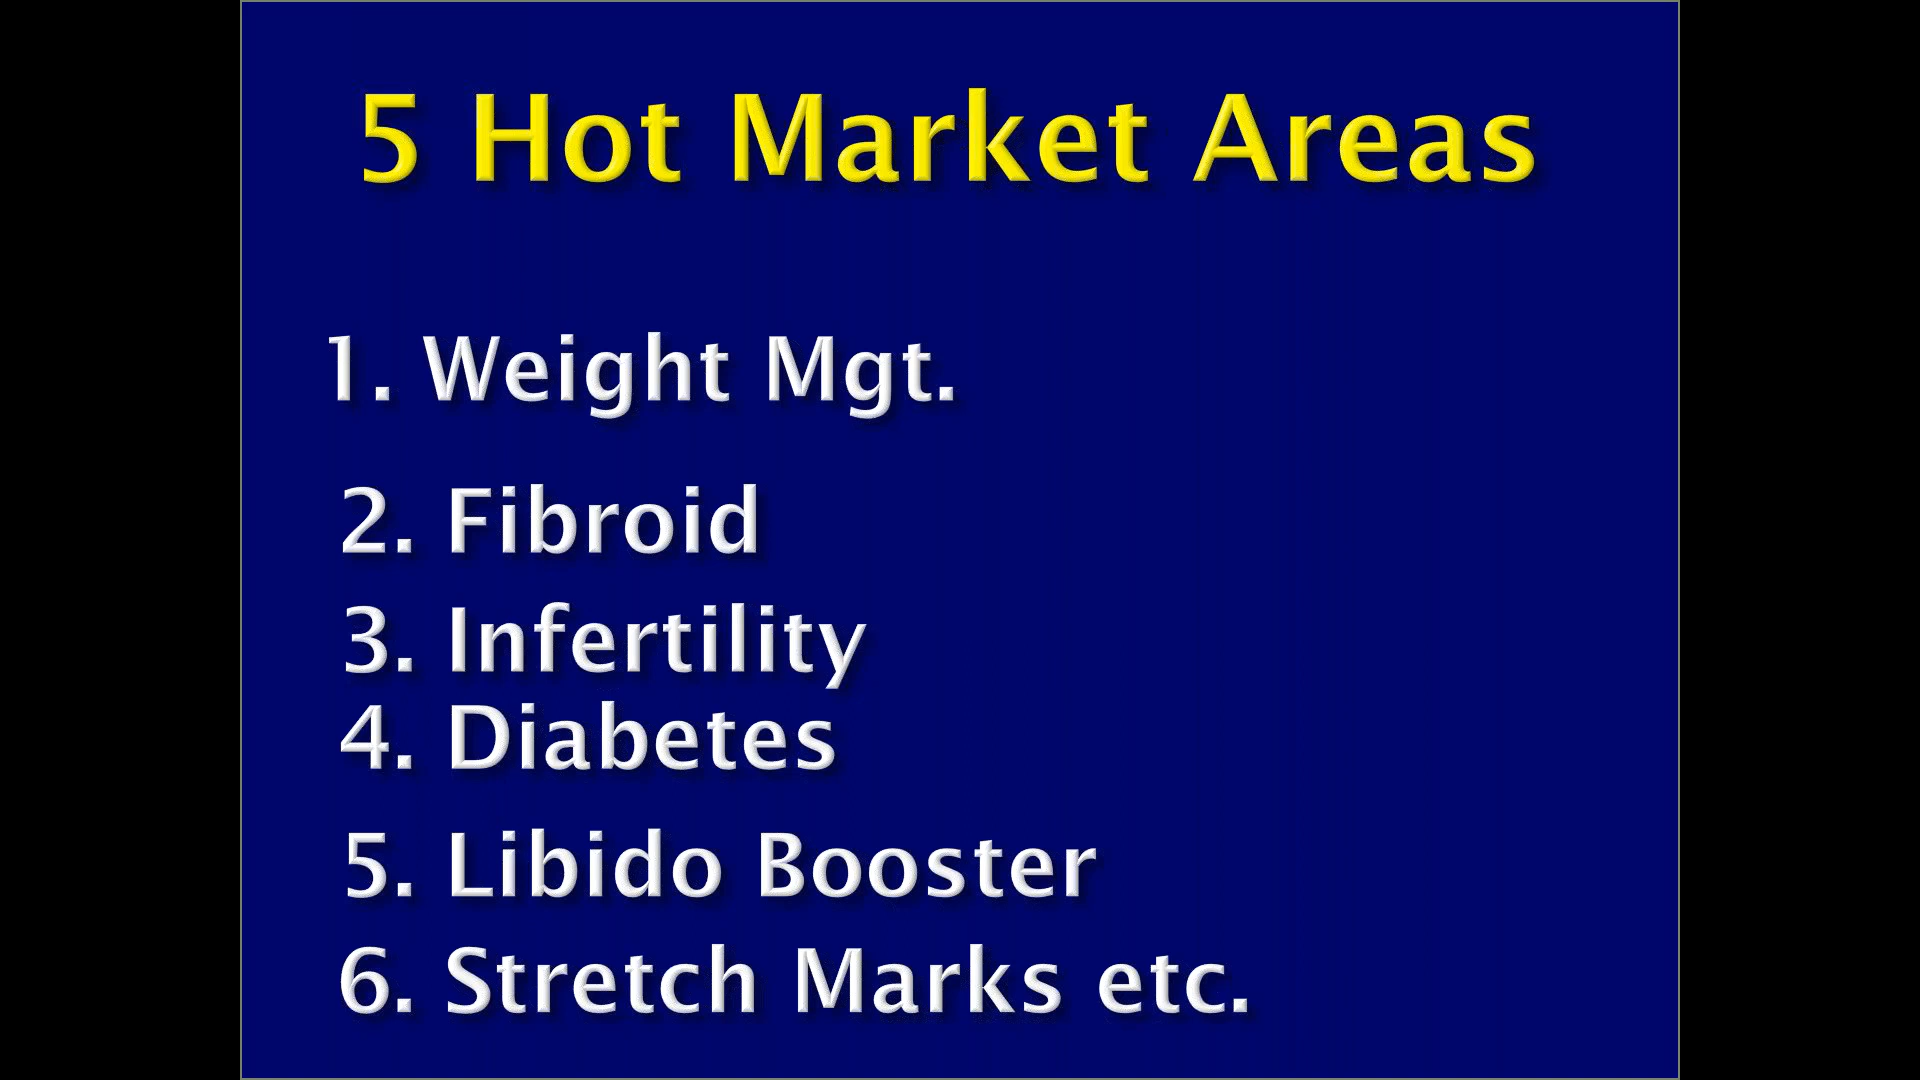 5 Hot Market Areas
1. Weight Mgt.
2. Fibroid
3. Infertility
4. Diabetes
5. Libido Booster
6. Stretch Marks etc.